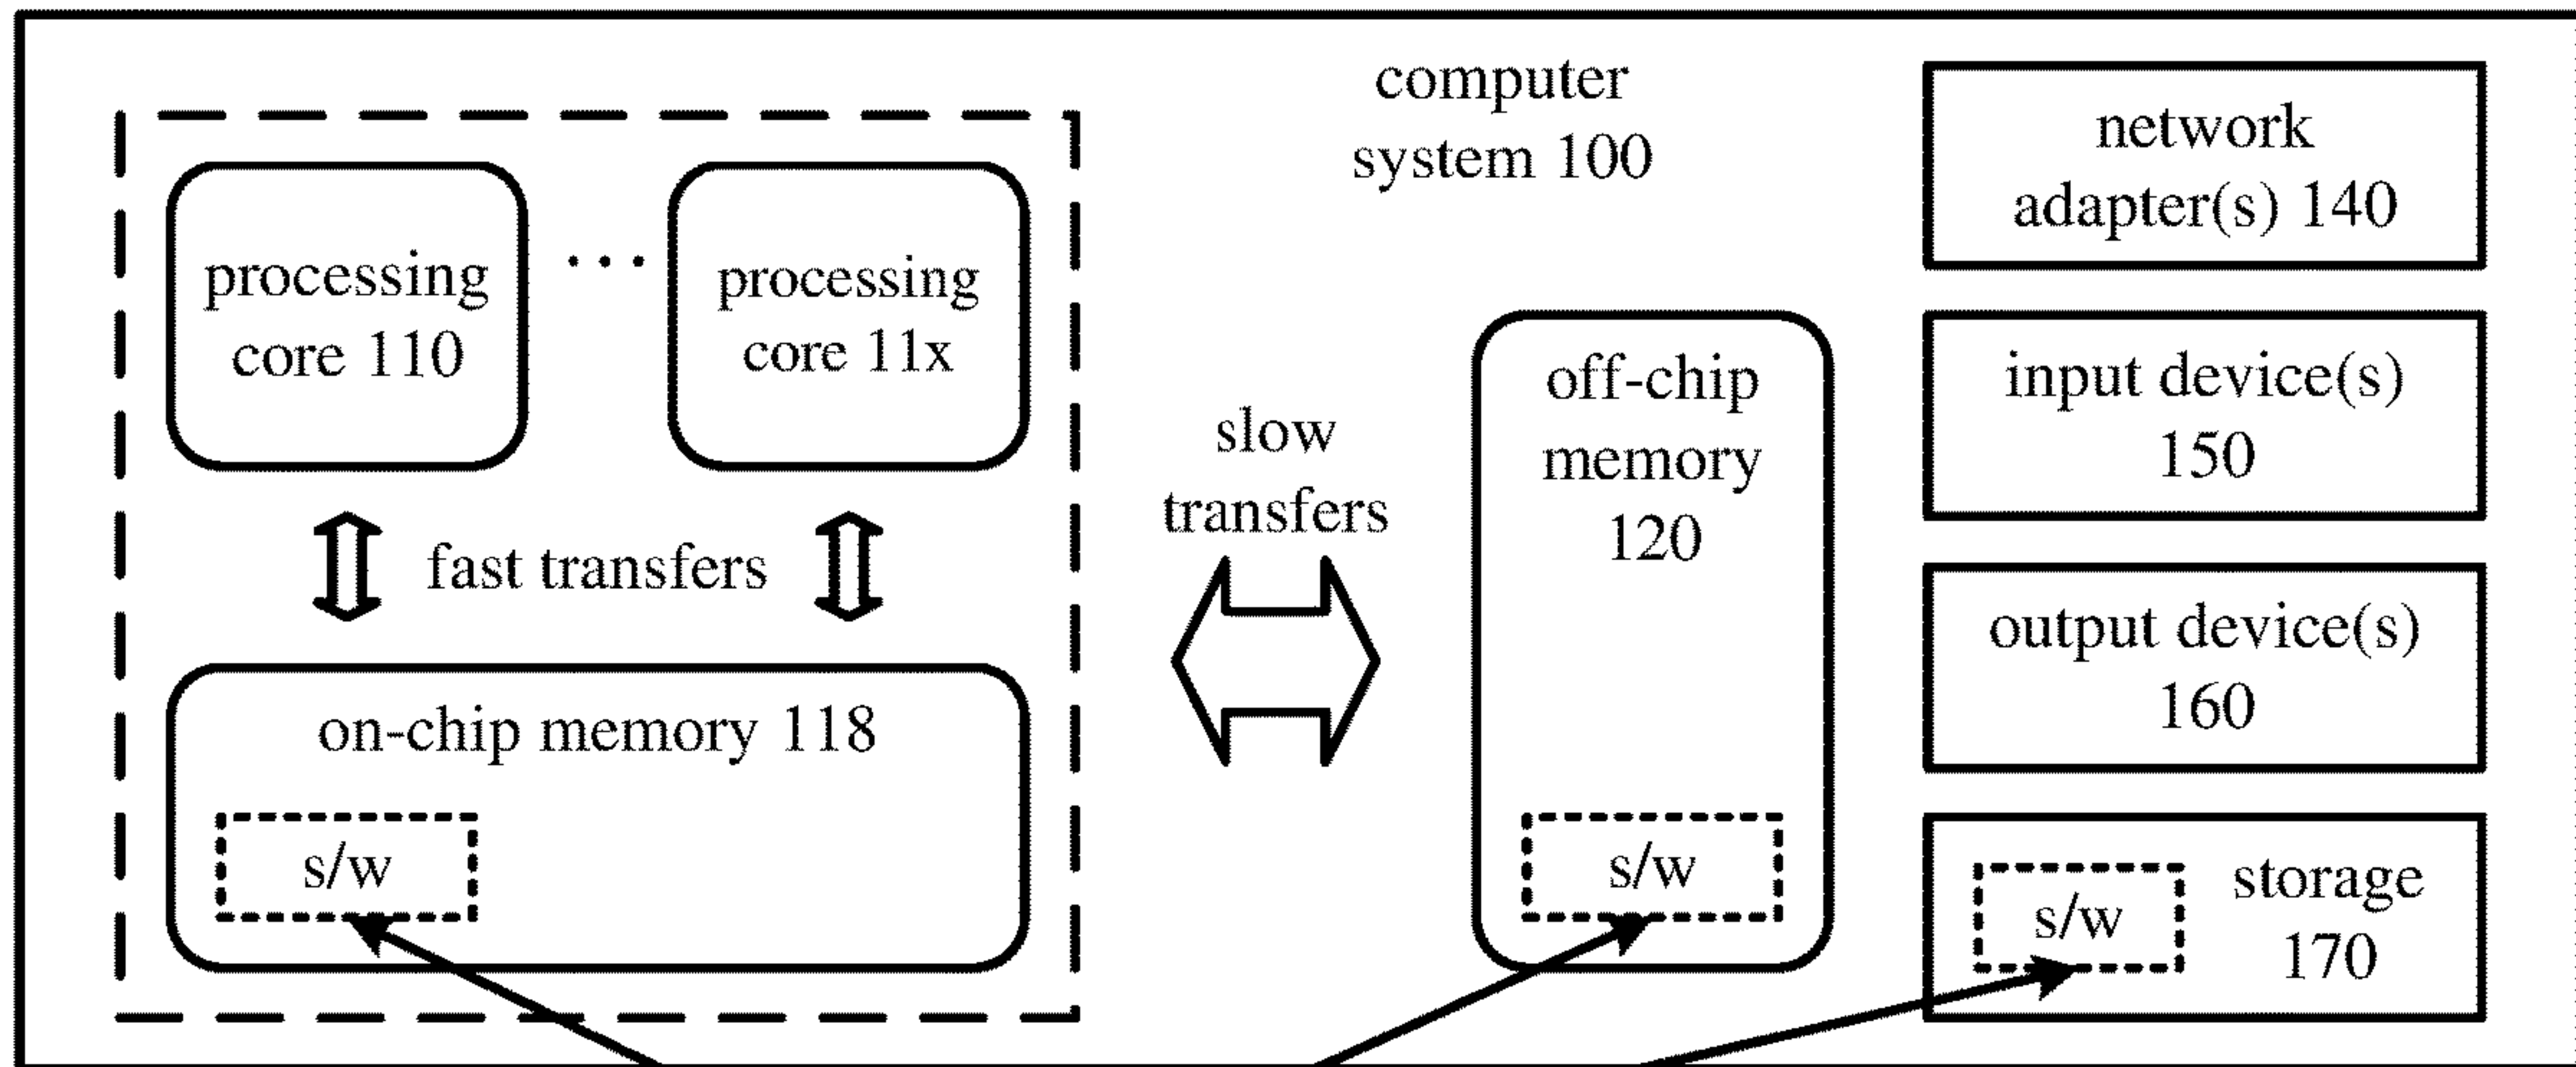 computer
system 100
processing
core 110
...
processing
core 11x
fast transfers
on-chip memory 118
s/w
slow
transfers
off-chip
memory
120
s/w
network
adapter(s) 140
input device(s)
150
output device(s)
160
storage
170
s/w